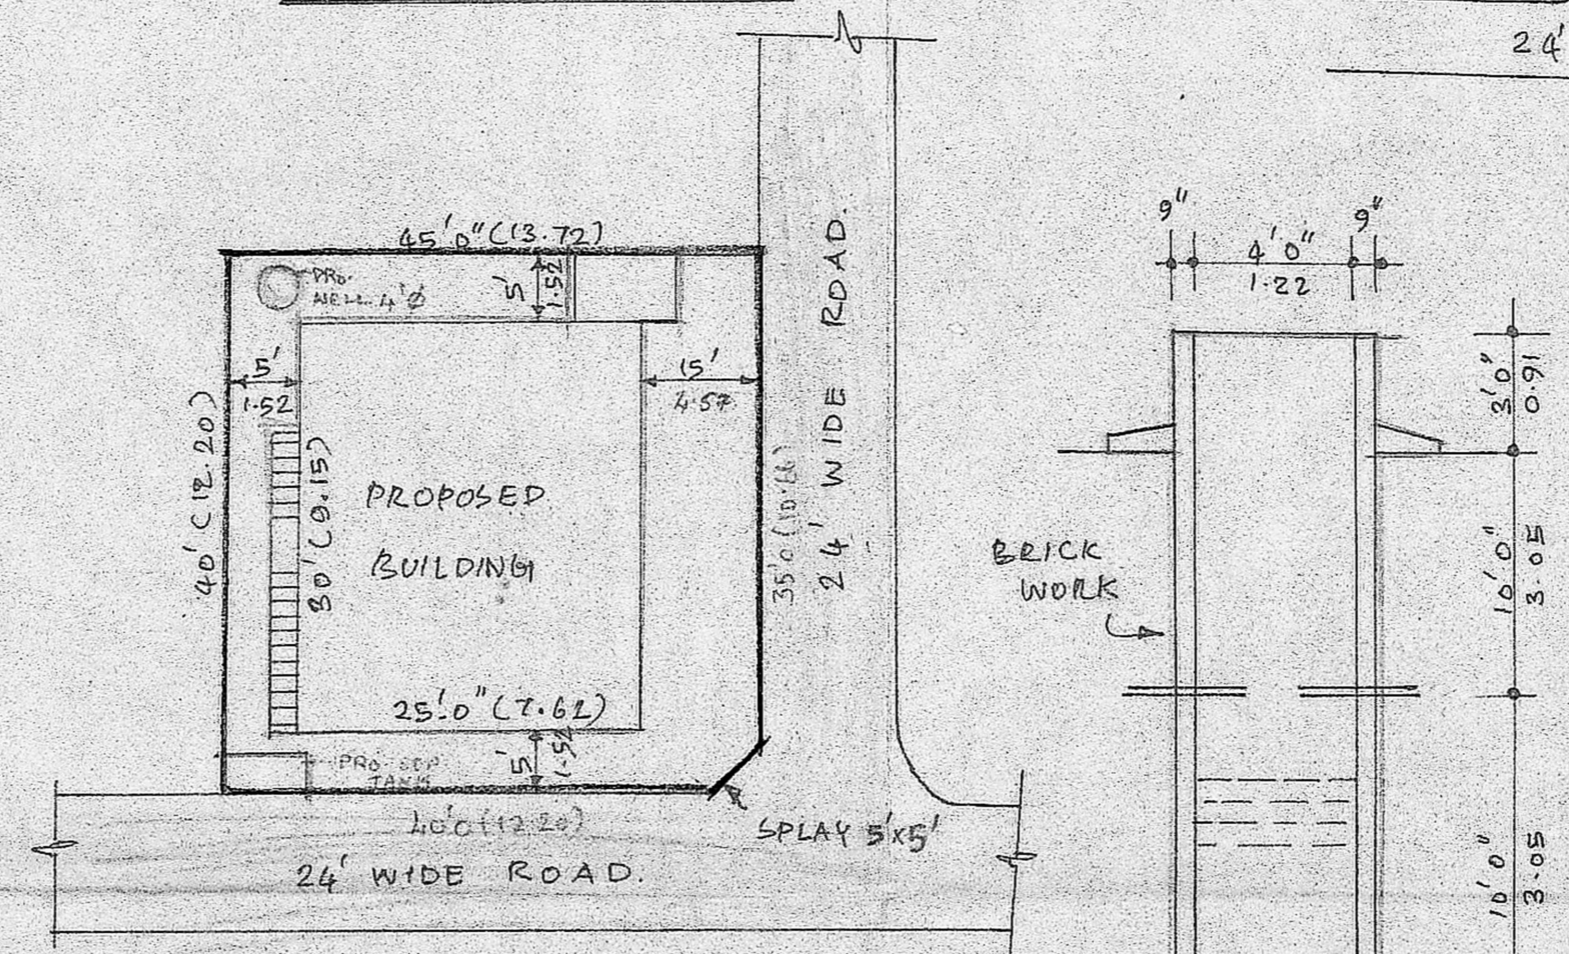 24'
45'0" (13.72)
PRO.
WELL 4'Ø
5'
1.52
5'
1.52
15'
4.57
40' (12.20)
30' (9.15)
PROPOSED
BUILDING
25'.0" (7.62)
5'
1.52
PRO SEP
TANK
40'0 (12.20)
24' WIDE ROAD.
SPLAY 5'x5'
35'0 (10.66)
24' WIDE ROAD.
9"
4'0"
1.22
9"
3'0"
0.91
BRICK
WORK
10'0"
3.05
10'0"
3.05